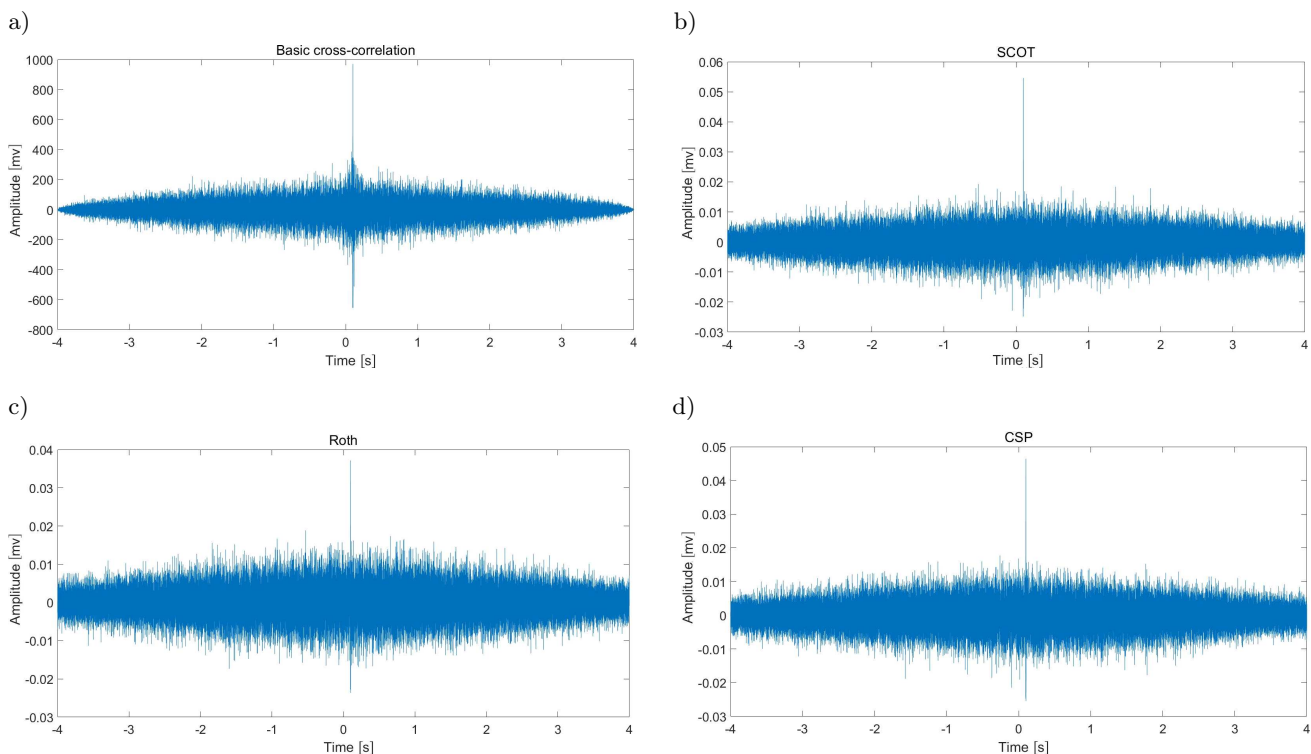 a)
Basic cross-correlation
1000
800
600
400
200
0
-200
-400
-600
-800
Amplitude [mv]
-4 -3 -2 -1 0 1 2 3 4
Time [s]
b)
SCOT
0.06
0.05
0.04
0.03
0.02
0.01
0
-0.01
-0.02
-0.03
Amplitude [mv]
-4 -3 -2 -1 0 1 2 3 4
Time [s]
c)
Roth
0.04
0.03
0.02
0.01
0
-0.01
-0.02
-0.03
Amplitude [mv]
-4 -3 -2 -1 0 1 2 3 4
Time [s]
d)
CSP
0.05
0.04
0.03
0.02
0.01
0
-0.01
-0.02
-0.03
Amplitude [mv]
-4 -3 -2 -1 0 1 2 3 4
Time [s]